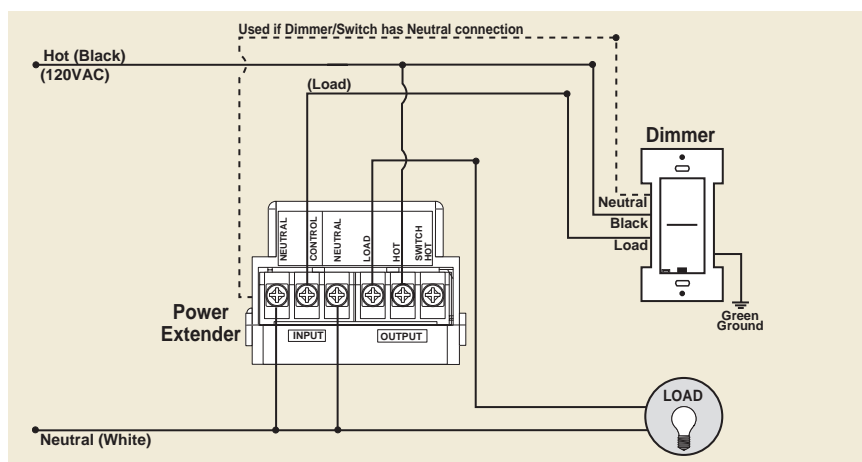 Used if Dimmer/Switch has Neutral connection
Hot (Black)
(120VAC)
(Load)
Dimmer
Neutral
Black
Load
NEUTRAL
CONTROL
NEUTRAL
LOAD
HOT
SWITCH
HOT
Power
Extender
INPUT
OUTPUT
Green
Ground
LOAD
Neutral (White)